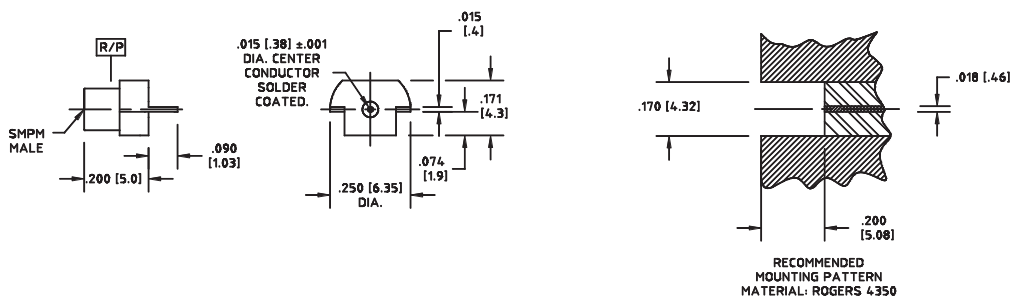 R/P
SMPM
MALE
.200 [5.0]
.090
[1.03]
.015 [.38] ±.001
DIA. CENTER
CONDUCTOR
SOLDER
COATED.
.015
[.4]
.171
[4.3]
.074
[1.9]
.250 [6.35]
DIA.
.170 [4.32]
.018 [.46]
.200
[5.08]
RECOMMENDED
MOUNTING PATTERN
MATERIAL: ROGERS 4350